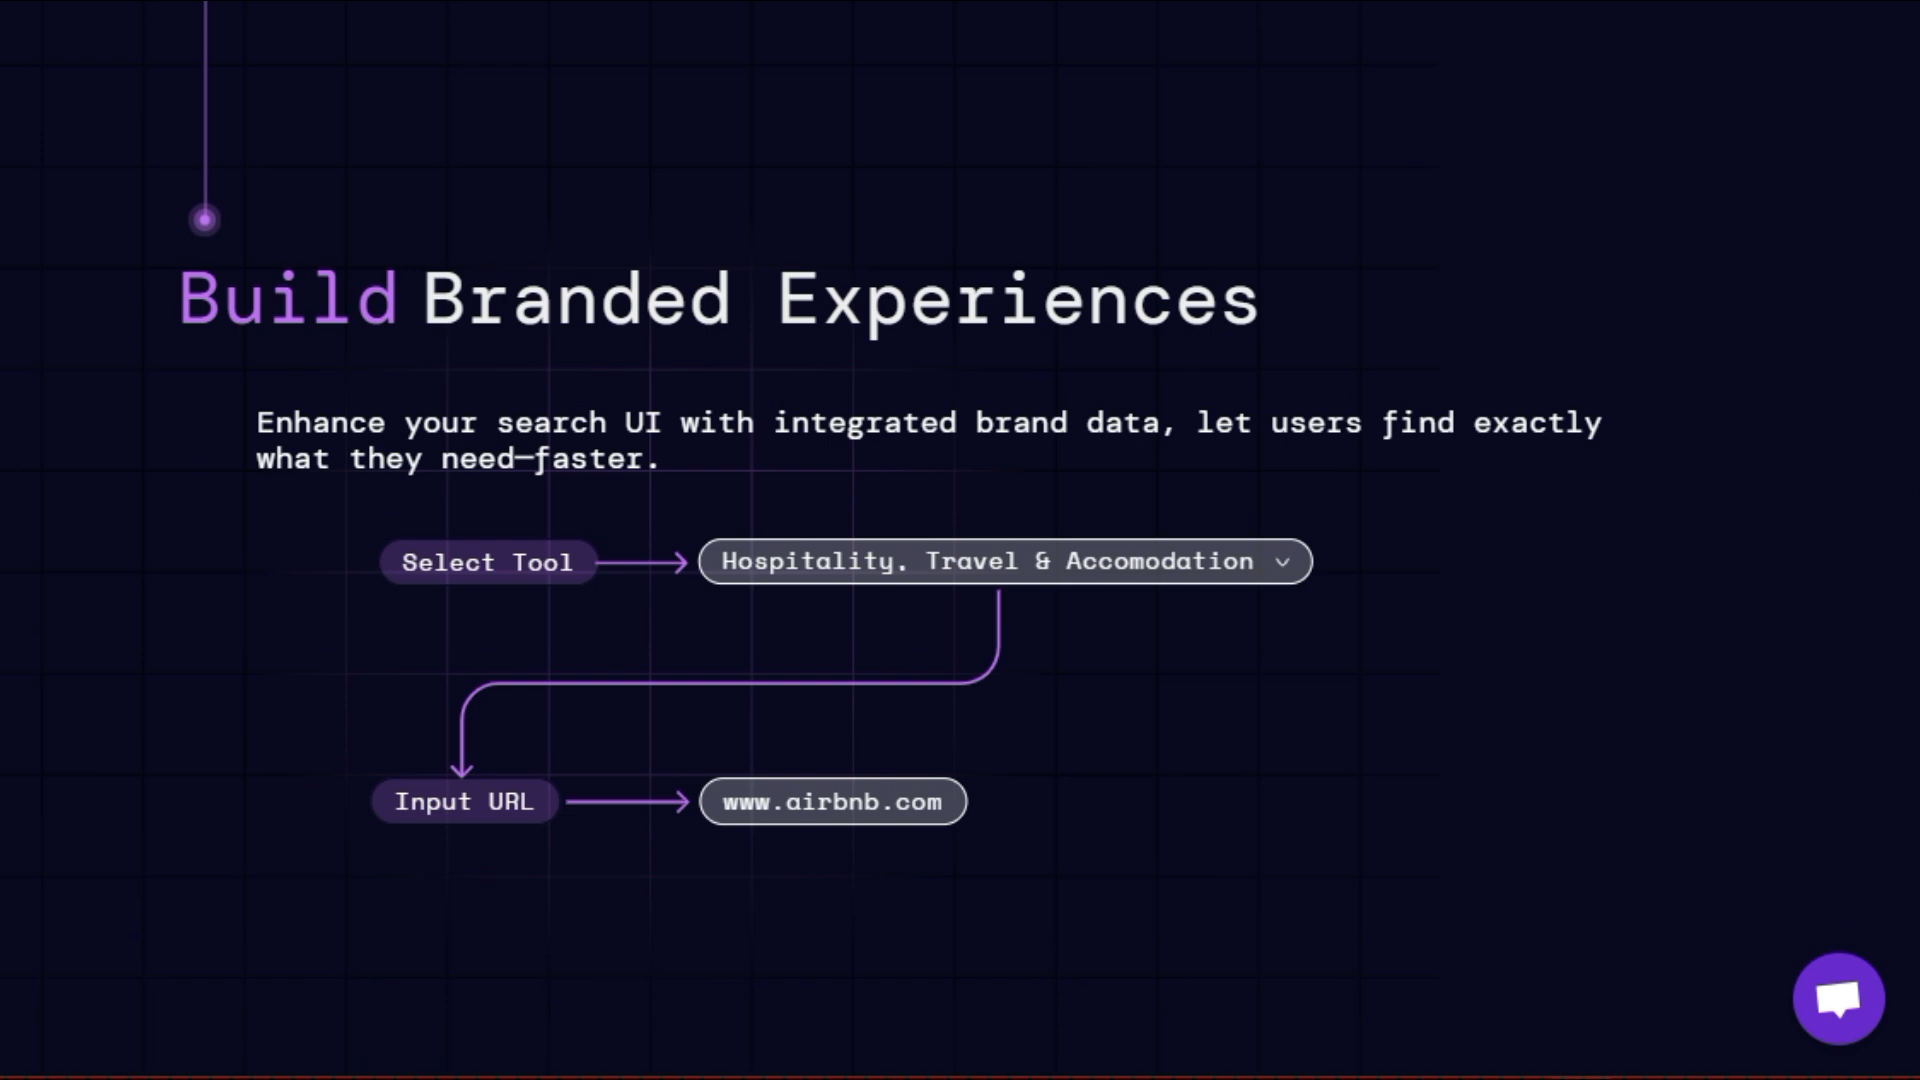 Build Branded Experiences
Enhance your search UI with integrated brand data, let users find exactly
what they need—faster.
Select Tool
Hospitality, Travel & Accomodation
Input URL
www.airbnb.com